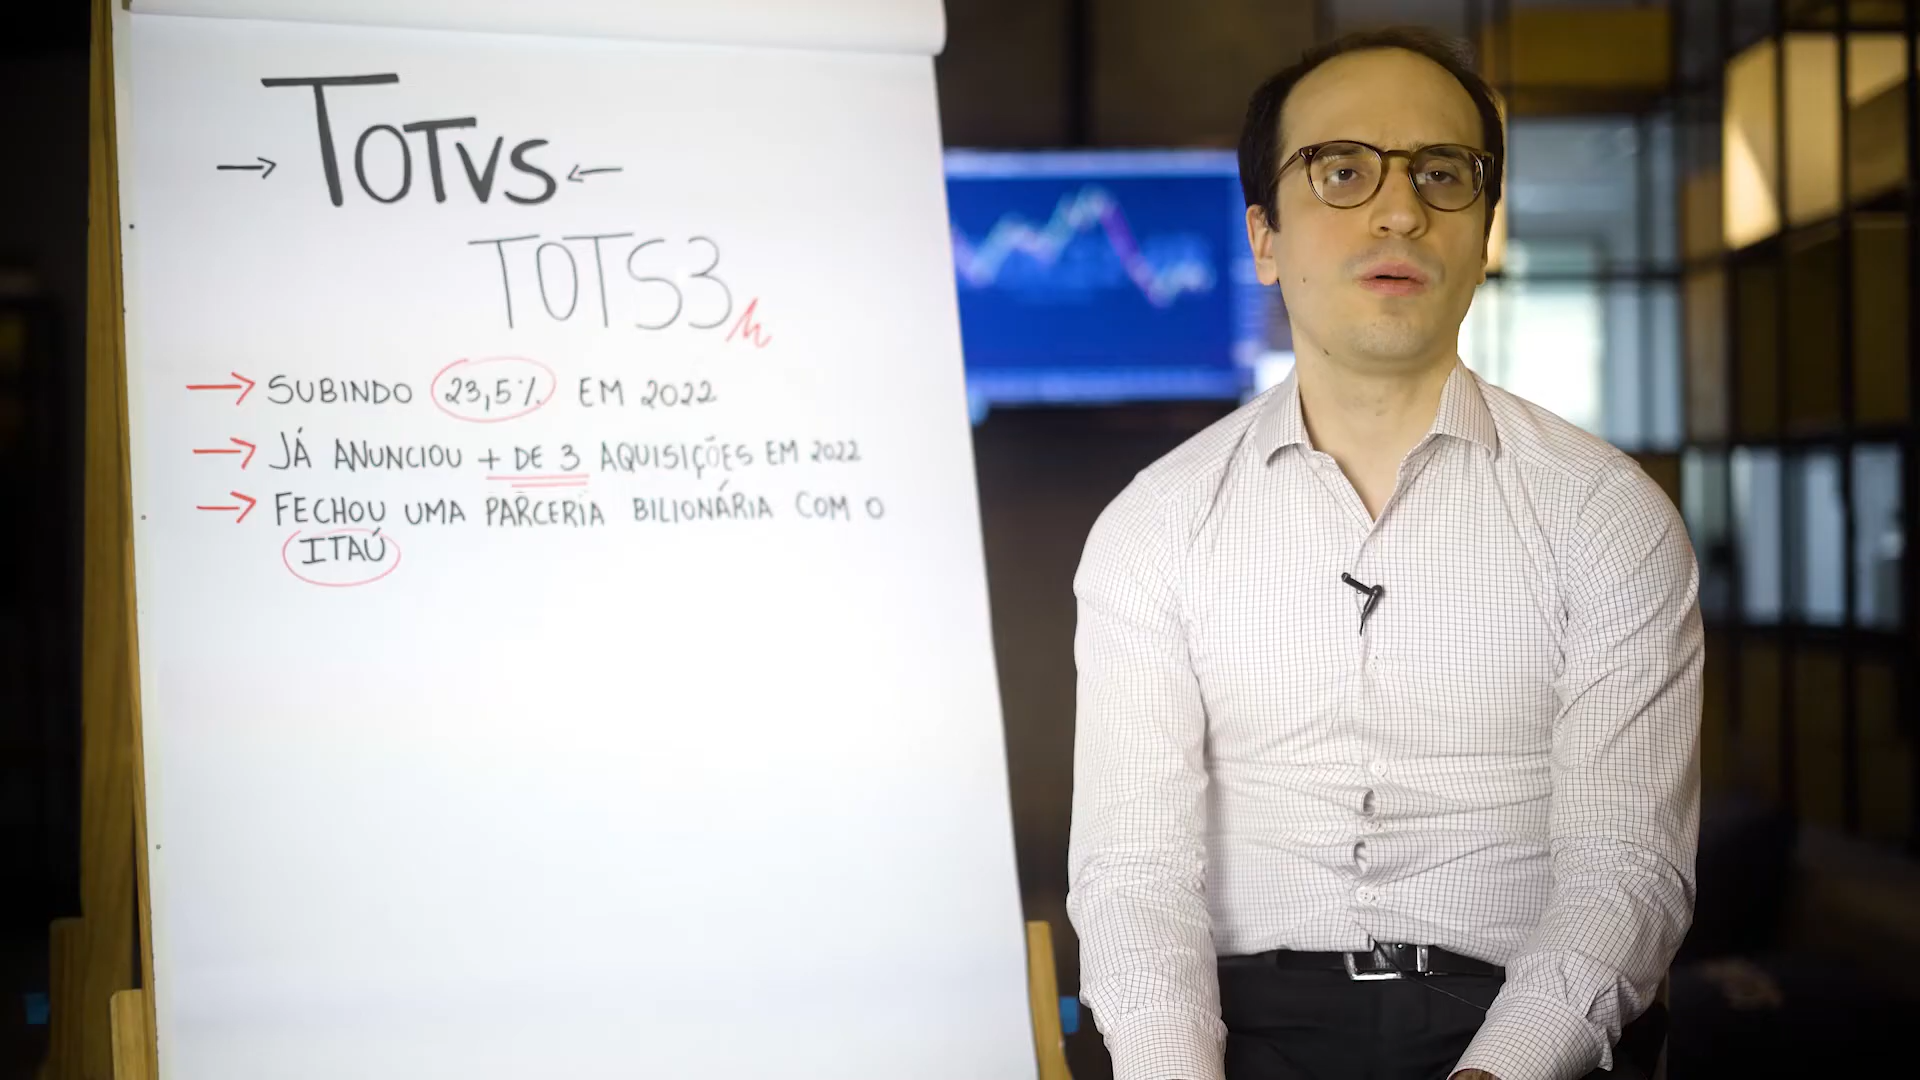 → TOTVS ←
TOTS3
→ SUBINDO 23,5% EM 2022
→ JÁ ANUNCIOU + DE 3 AQUISIÇÕES EM 2022
→ FECHOU UMA PARCERIA BILIONÁRIA COM O
ITAÚ